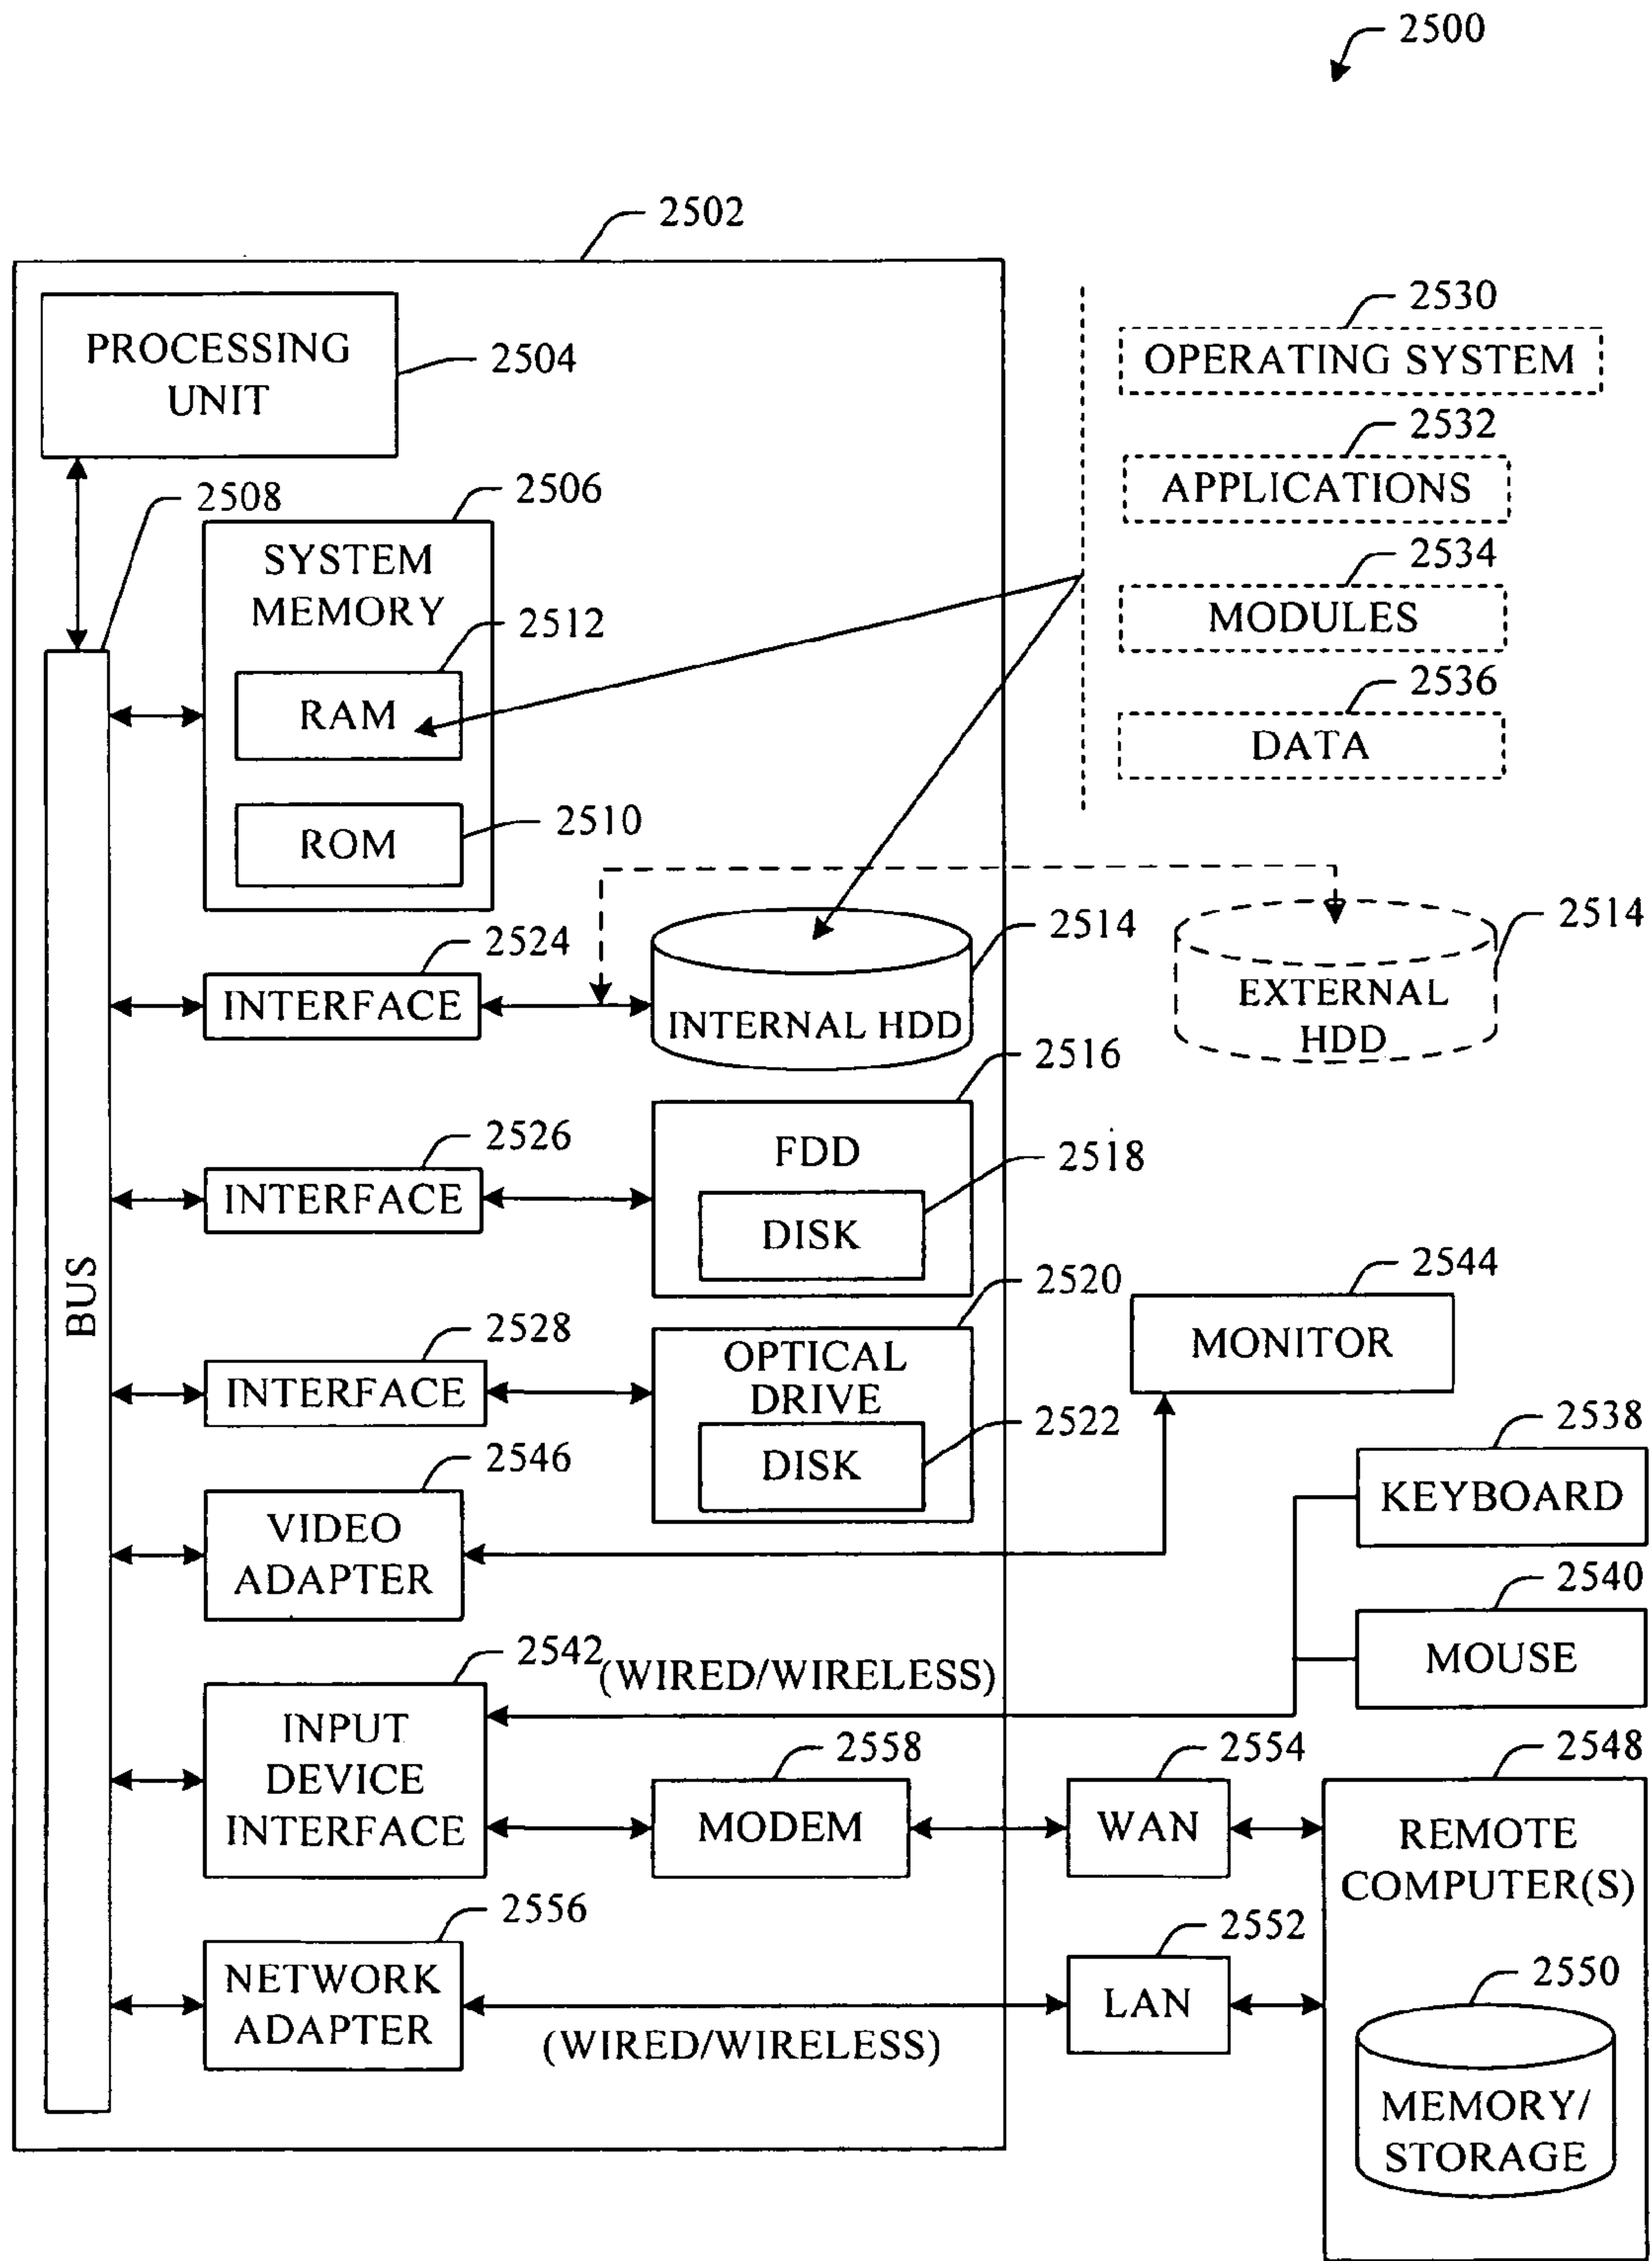 2500
2502
PROCESSING
UNIT
2504
2530
OPERATING SYSTEM
2532
APPLICATIONS
2534
MODULES
2536
DATA
2508
2506
SYSTEM
MEMORY
2512
RAM
ROM
2510
2524
INTERFACE
INTERNAL HDD
2514
EXTERNAL
HDD
2514
2526
INTERFACE
2516
FDD
2518
DISK
BUS
2528
INTERFACE
2520
OPTICAL
DRIVE
2522
DISK
2544
MONITOR
2546
VIDEO
ADAPTER
2538
KEYBOARD
2540
MOUSE
2542
(WIRED/WIRELESS)
INPUT
DEVICE
INTERFACE
2558
MODEM
2554
WAN
2548
REMOTE
COMPUTER(S)
2556
NETWORK
ADAPTER
(WIRED/WIRELESS)
2552
LAN
2550
MEMORY/
STORAGE